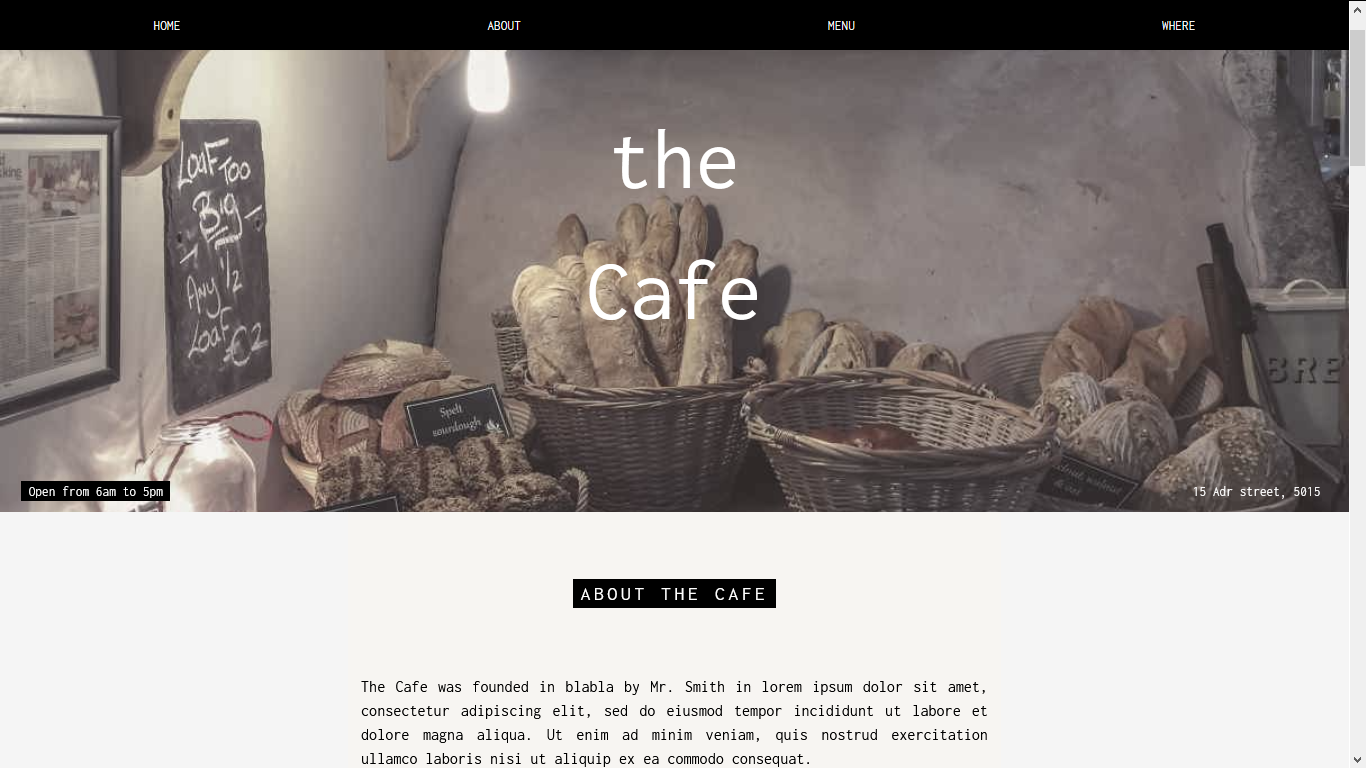 HOME ABOUT MENU WHERE
the
Cafe
LOAF TOO
BIG
ANY 1/2
LOAF
€2
Spelt
sourdough
BRE
Open from 6am to 5pm
15 Adr street, 5015
ABOUT THE CAFE
The Cafe was founded in blabla by Mr. Smith in lorem ipsum dolor sit amet,
consectetur adipiscing elit, sed do eiusmod tempor incididunt ut labore et
dolore magna aliqua. Ut enim ad minim veniam, quis nostrud exercitation
ullamco laboris nisi ut aliquip ex ea commodo consequat.